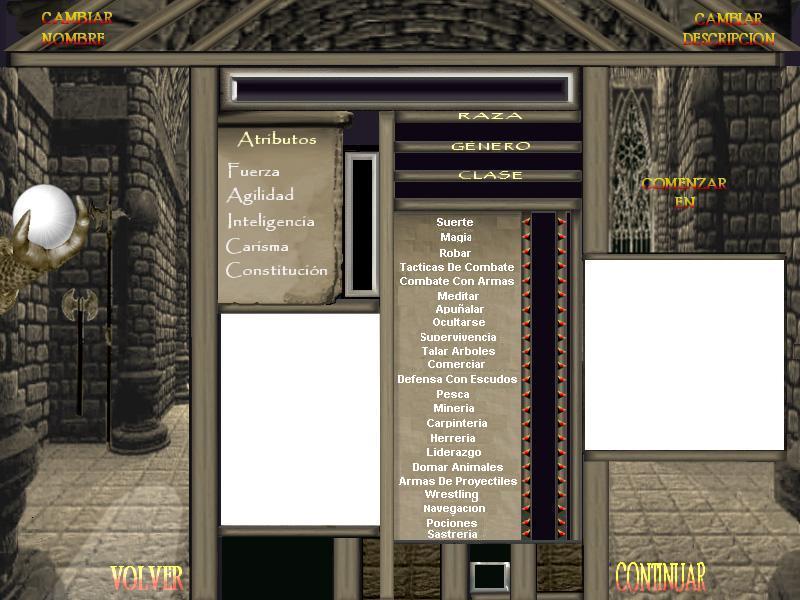 CAMBIAR
NOMBRE
CAMBIAR
DESCRIPCION
RAZA
Atributos
GÉNERO
Fuerza
CLASE
Agilidad
COMENZAR
EN
Inteligencia
Carisma
Constitución
Suerte
Magia
Robar
Tacticas De Combate
Combate Con Armas
Meditar
Apuñalar
Ocultarse
Supervivencia
Talar Arboles
Comerciar
Defensa Con Escudos
Pesca
Mineria
Carpinteria
Herreria
Liderazgo
Domar Animales
Armas De Proyectiles
Wrestling
Navegacion
Pociones
Sastreria
VOLVER
CONTINUAR